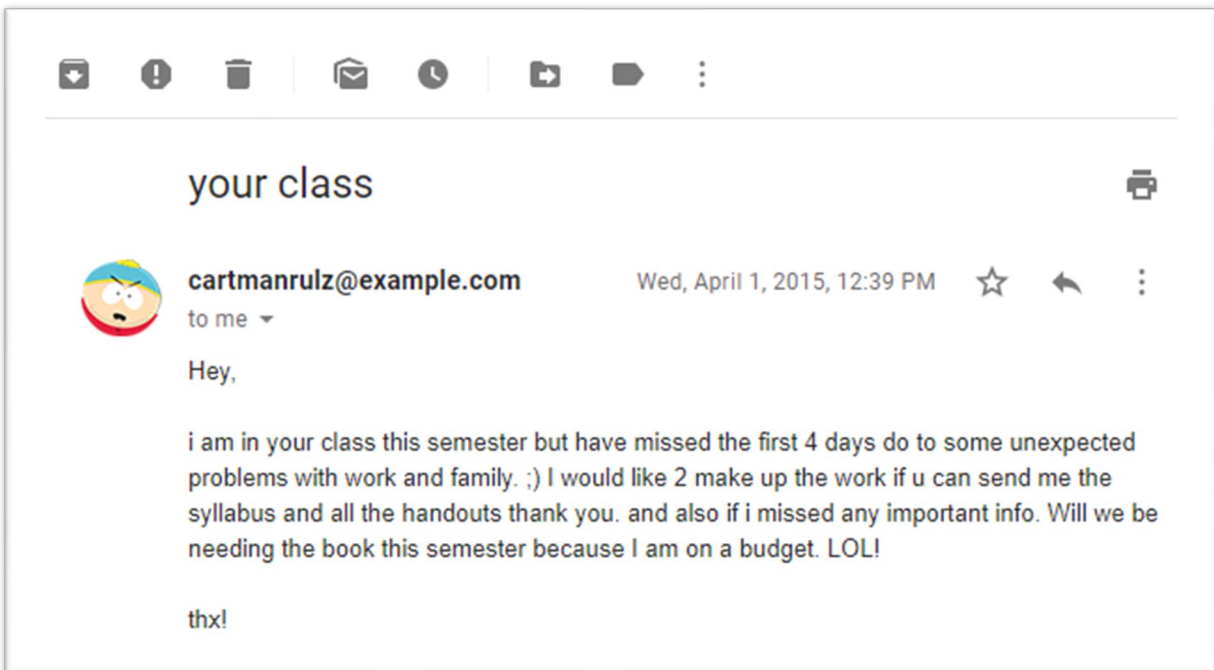 your class
cartmanrulz@example.com
Wed, April 1, 2015, 12:39 PM
to me
Hey,
i am in your class this semester but have missed the first 4 days do to some unexpected
problems with work and family. ;) I would like 2 make up the work if u can send me the
syllabus and all the handouts thank you. and also if i missed any important info. Will we be
needing the book this semester because I am on a budget. LOL!
thx!